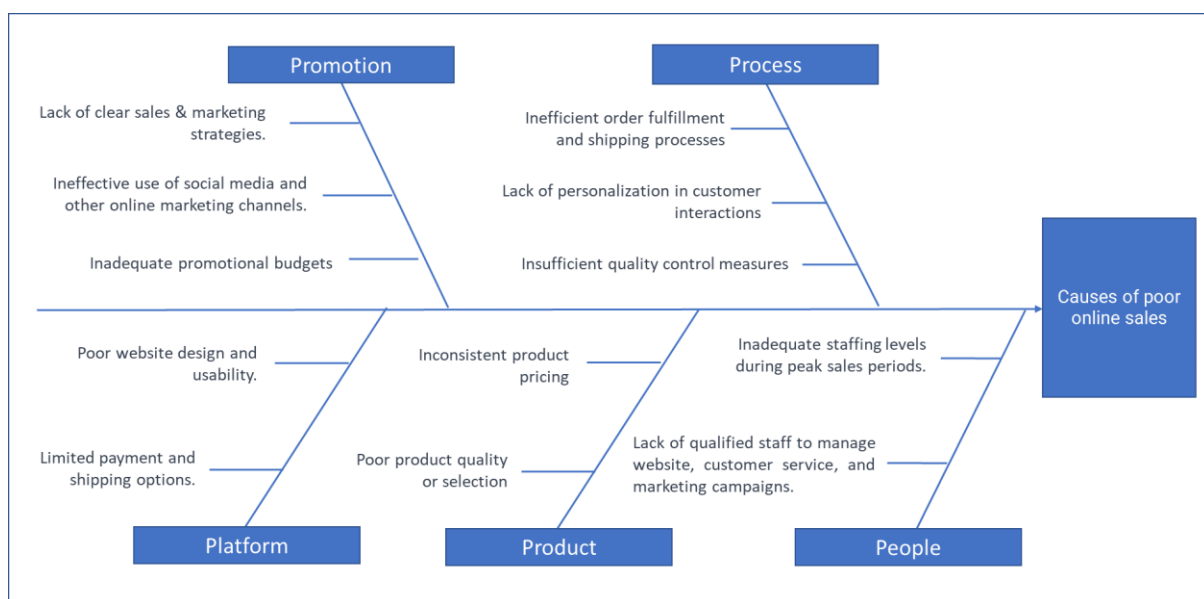 Promotion
Lack of clear sales & marketing
strategies.
Ineffective use of social media and
other online marketing channels.
Inadequate promotional budgets
Process
Inefficient order fulfillment
and shipping processes
Lack of personalization in customer
interactions
Insufficient quality control measures
Causes of poor
online sales
Poor website design and
usability.
Limited payment and
shipping options.
Platform
Inconsistent product
pricing
Poor product quality
or selection
Product
Inadequate staffing levels
during peak sales periods.
Lack of qualified staff to manage
website, customer service, and
marketing campaigns.
People